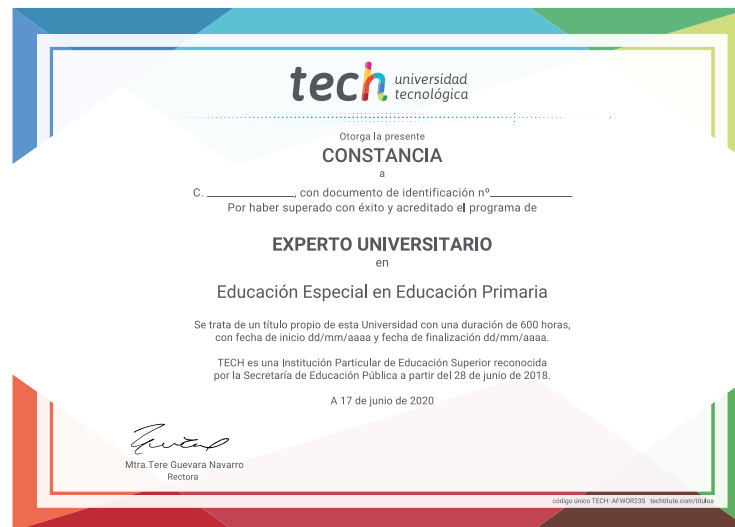 tech universidad
tecnológica
Otorga la presente
CONSTANCIA
a
C. ________________, con documento de identificación nº_______________
Por haber superado con éxito y acreditado el programa de
EXPERTO UNIVERSITARIO
en
Educación Especial en Educación Primaria
Se trata de un título propio de esta Universidad con una duración de 600 horas,
con fecha de inicio dd/mm/aaaa y fecha de finalización dd/mm/aaaa.
TECH es una Institución Particular de Educación Superior reconocida
por la Secretaría de Educación Pública a partir del 28 de junio de 2018.
A 17 de junio de 2020
Mtra.Tere Guevara Navarro
Rectora
código único TECH: AFWOR23S techtitute.com/titulos